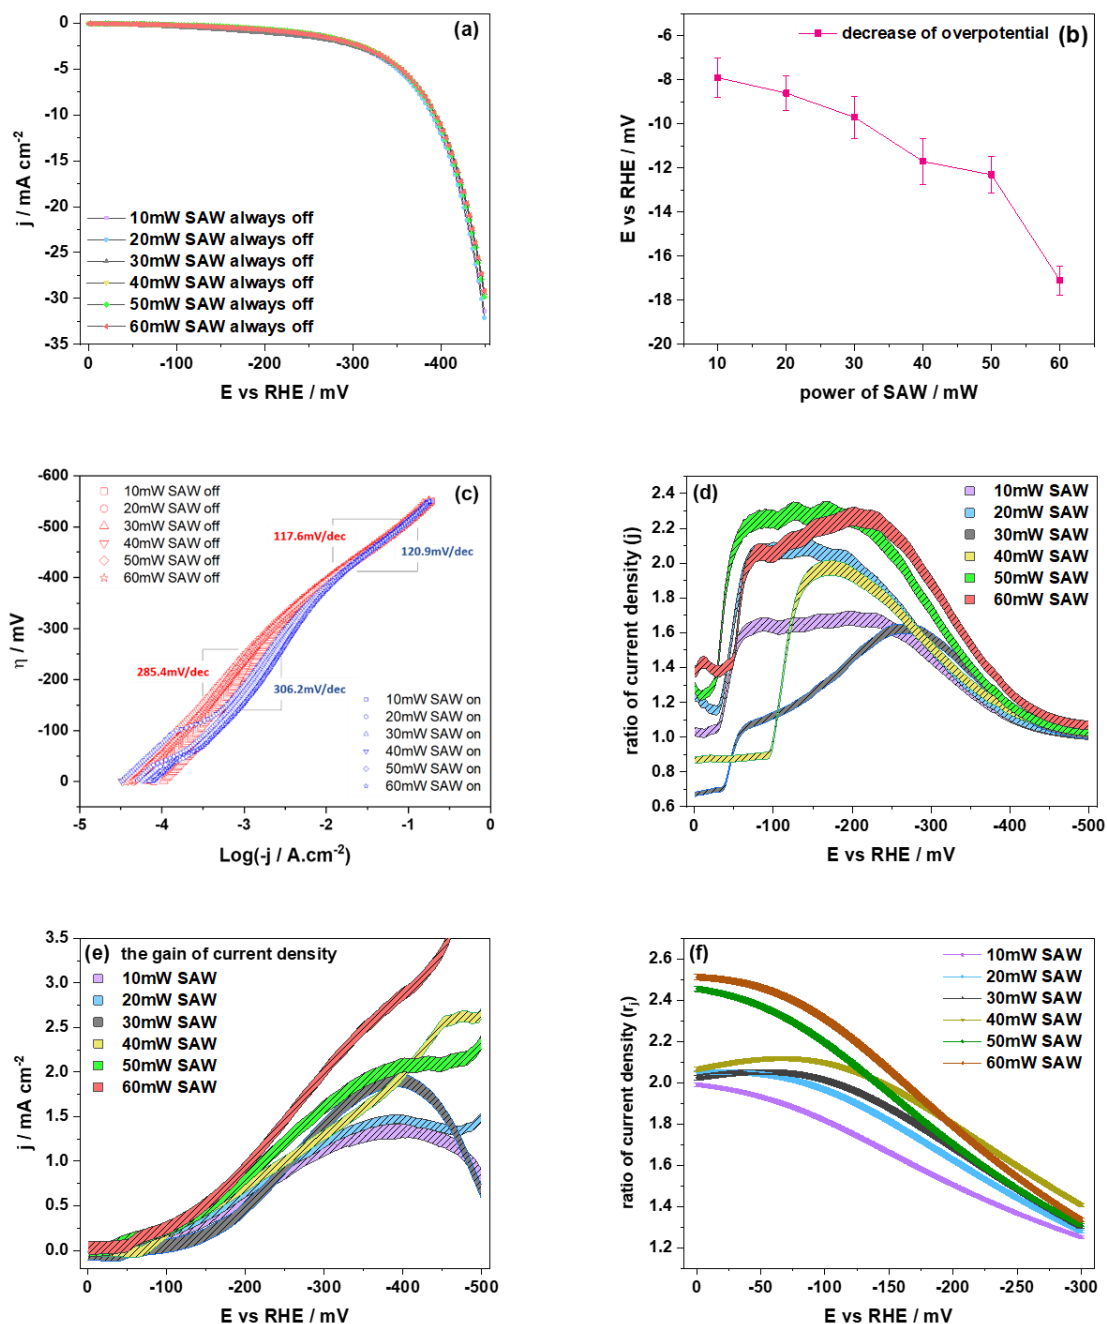 (a)
0
-5
-10
-15
-20
-25
-30
-35
j / mA cm-2
10mW SAW always off
20mW SAW always off
30mW SAW always off
40mW SAW always off
50mW SAW always off
60mW SAW always off
0 -100 -200 -300 -400
E vs RHE / mV
decrease of overpotential (b)
-6
-8
-10
-12
-14
-16
-18
-20
E vs RHE / mV
10 20 30 40 50 60
power of SAW / mW
(c)
-600
-500
-400
-300
-200
-100
0
η / mV
10mW SAW off
20mW SAW off
30mW SAW off
40mW SAW off
50mW SAW off
60mW SAW off
117.6mV/dec
120.9mV/dec
285.4mV/dec
306.2mV/dec
10mW SAW on
20mW SAW on
30mW SAW on
40mW SAW on
50mW SAW on
60mW SAW on
-5 -4 -3 -2 -1 0
Log(-j / A.cm-2)
(d)
2.4
2.2
2.0
1.8
1.6
1.4
1.2
1.0
0.8
0.6
ratio of current density (j)
10mW SAW
20mW SAW
30mW SAW
40mW SAW
50mW SAW
60mW SAW
0 -100 -200 -300 -400 -500
E vs RHE / mV
(e) the gain of current density
3.5
3.0
2.5
2.0
1.5
1.0
0.5
0.0
j / mA cm-2
10mW SAW
20mW SAW
30mW SAW
40mW SAW
50mW SAW
60mW SAW
0 -100 -200 -300 -400 -500
E vs RHE / mV
(f)
2.6
2.4
2.2
2.0
1.8
1.6
1.4
1.2
ratio of current density (rj)
10mW SAW
20mW SAW
30mW SAW
40mW SAW
50mW SAW
60mW SAW
0 -50 -100 -150 -200 -250 -300
E vs RHE / mV